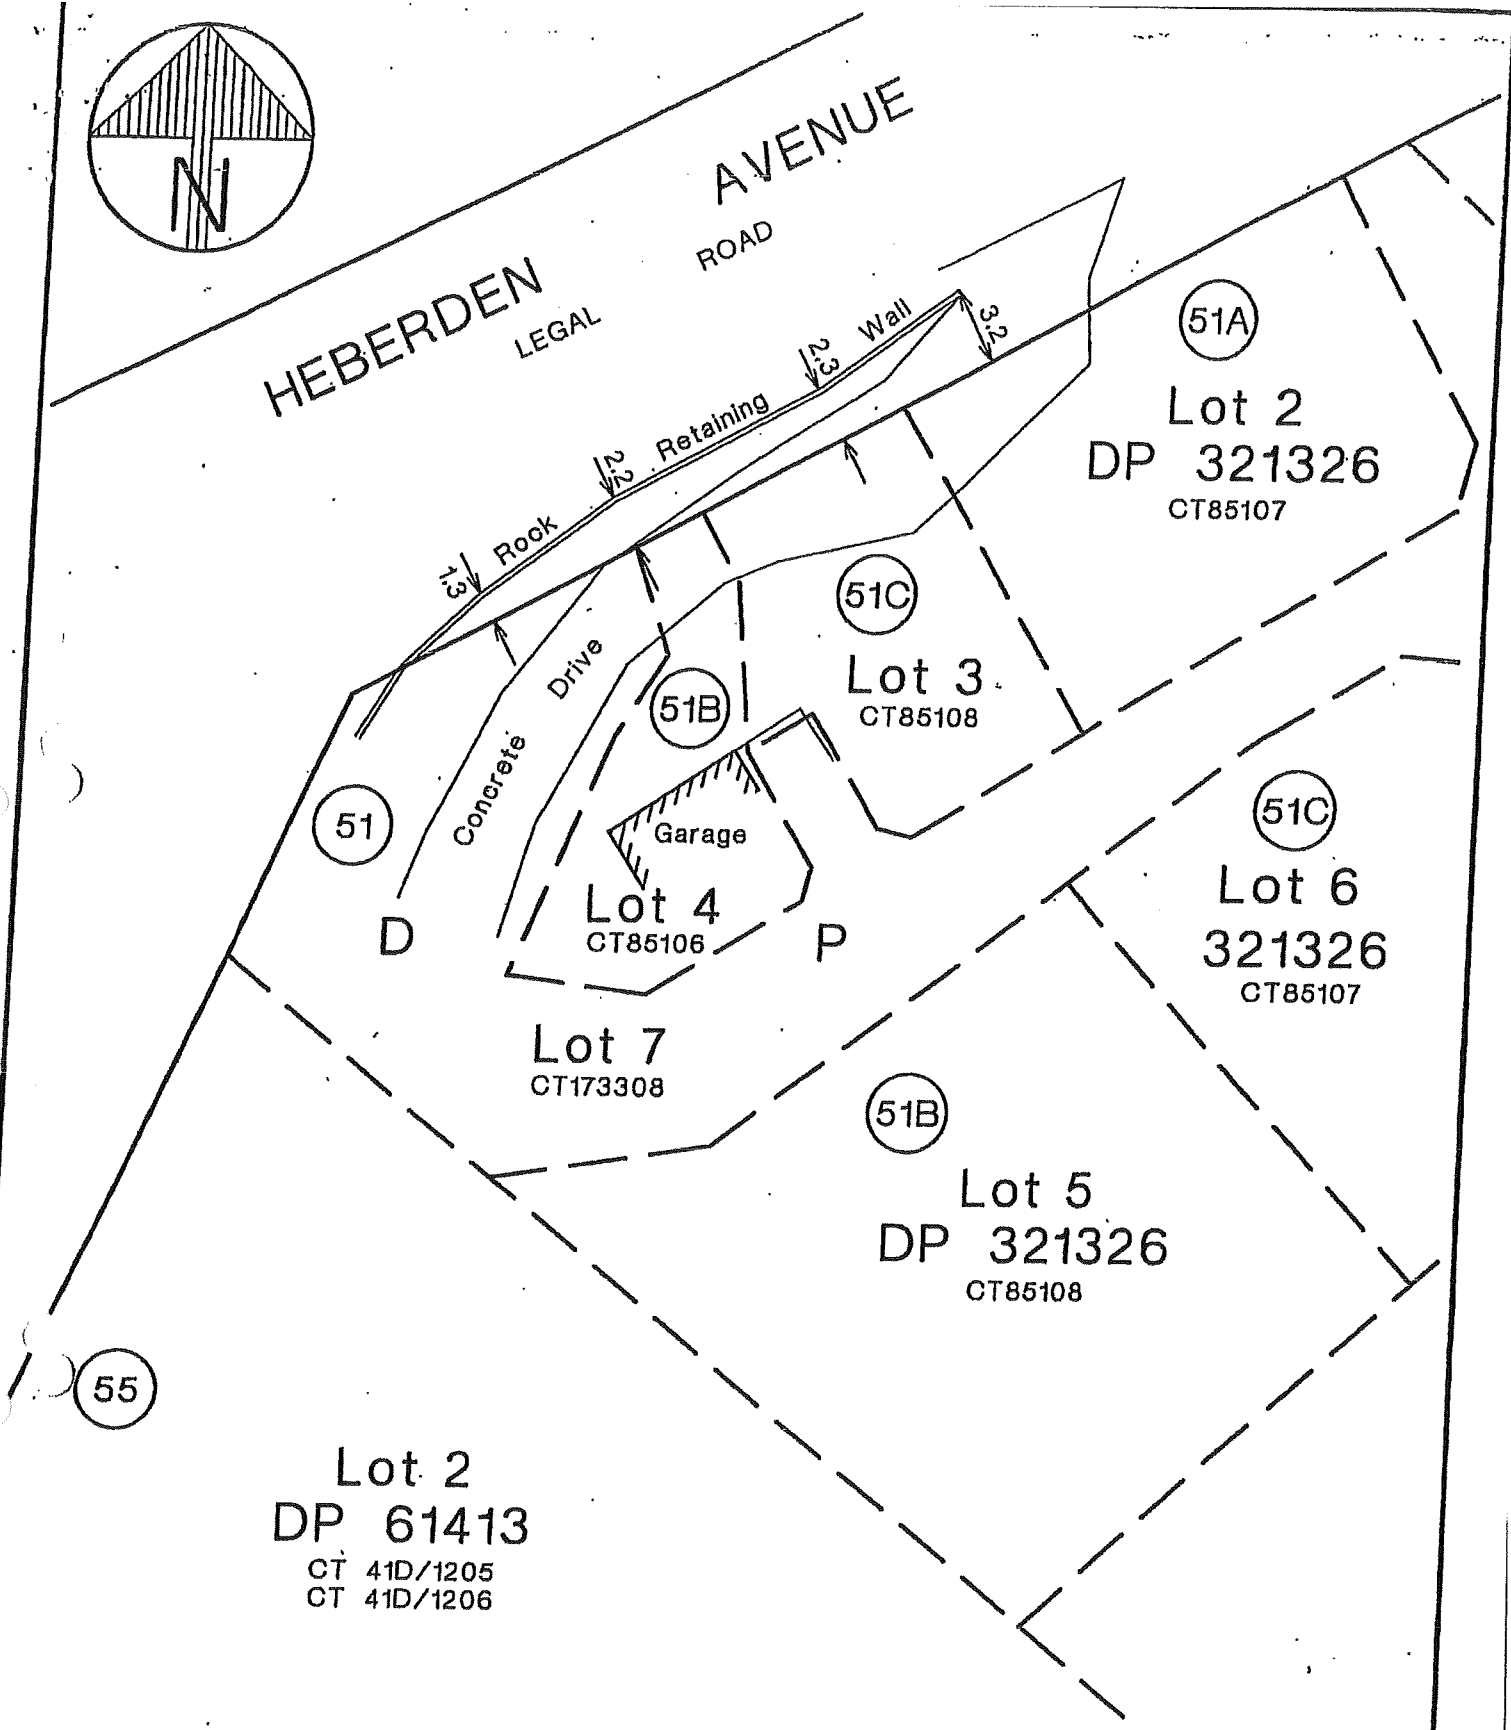 N
HEBERDEN AVENUE
LEGAL ROAD
Rock Retaining Wall
1.3
2.2
2.3
3.2
51A
Lot 2
DP 321326
CT85107
51C
Lot 3
CT85108
51B
Concrete Drive
51
Garage
Lot 4
CT85106
D P
51C
Lot 6
321326
CT85107
Lot 7
CT173308
51B
Lot 5
DP 321326
CT85108
55
Lot 2
DP 61413
CT 41D/1205
CT 41D/1206